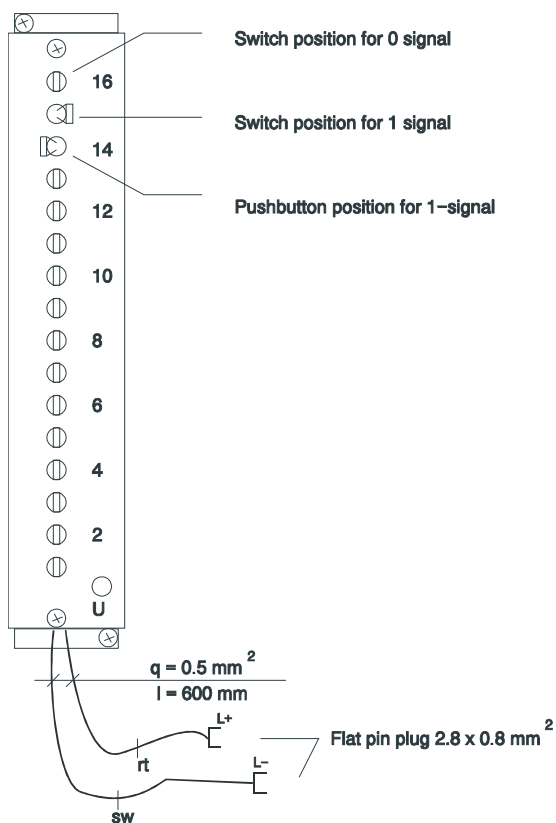 Switch position for 0 signal
16
Switch position for 1 signal
14
Pushbutton position for 1-signal
12
10
8
6
4
2
U
q = 0.5 mm 2
l = 600 mm
L+
Flat pin plug 2.8 x 0.8 mm 2
rt
L-
sw